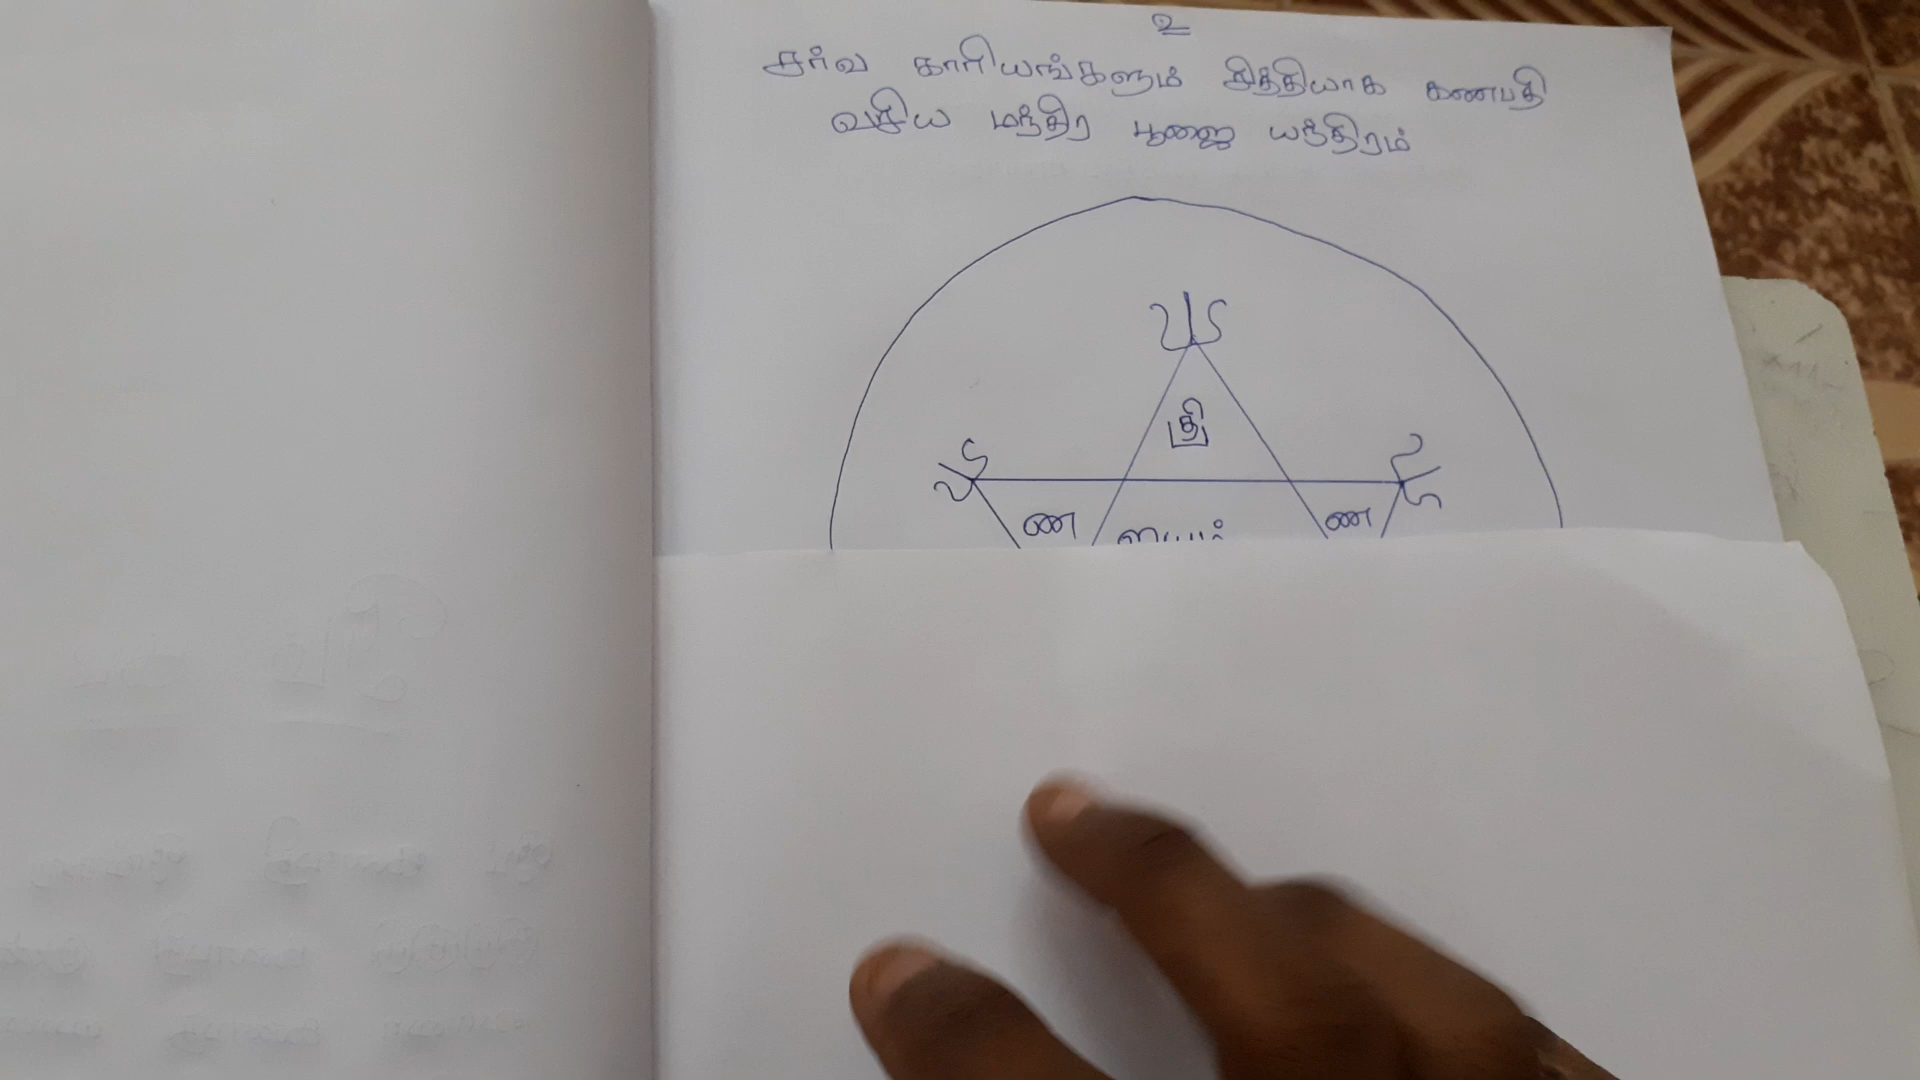 உ
சர்வ காரியங்களும் சித்தியாக கணபதி
வசிய மந்திர பூஜை யந்திரம்
தி
ண ண